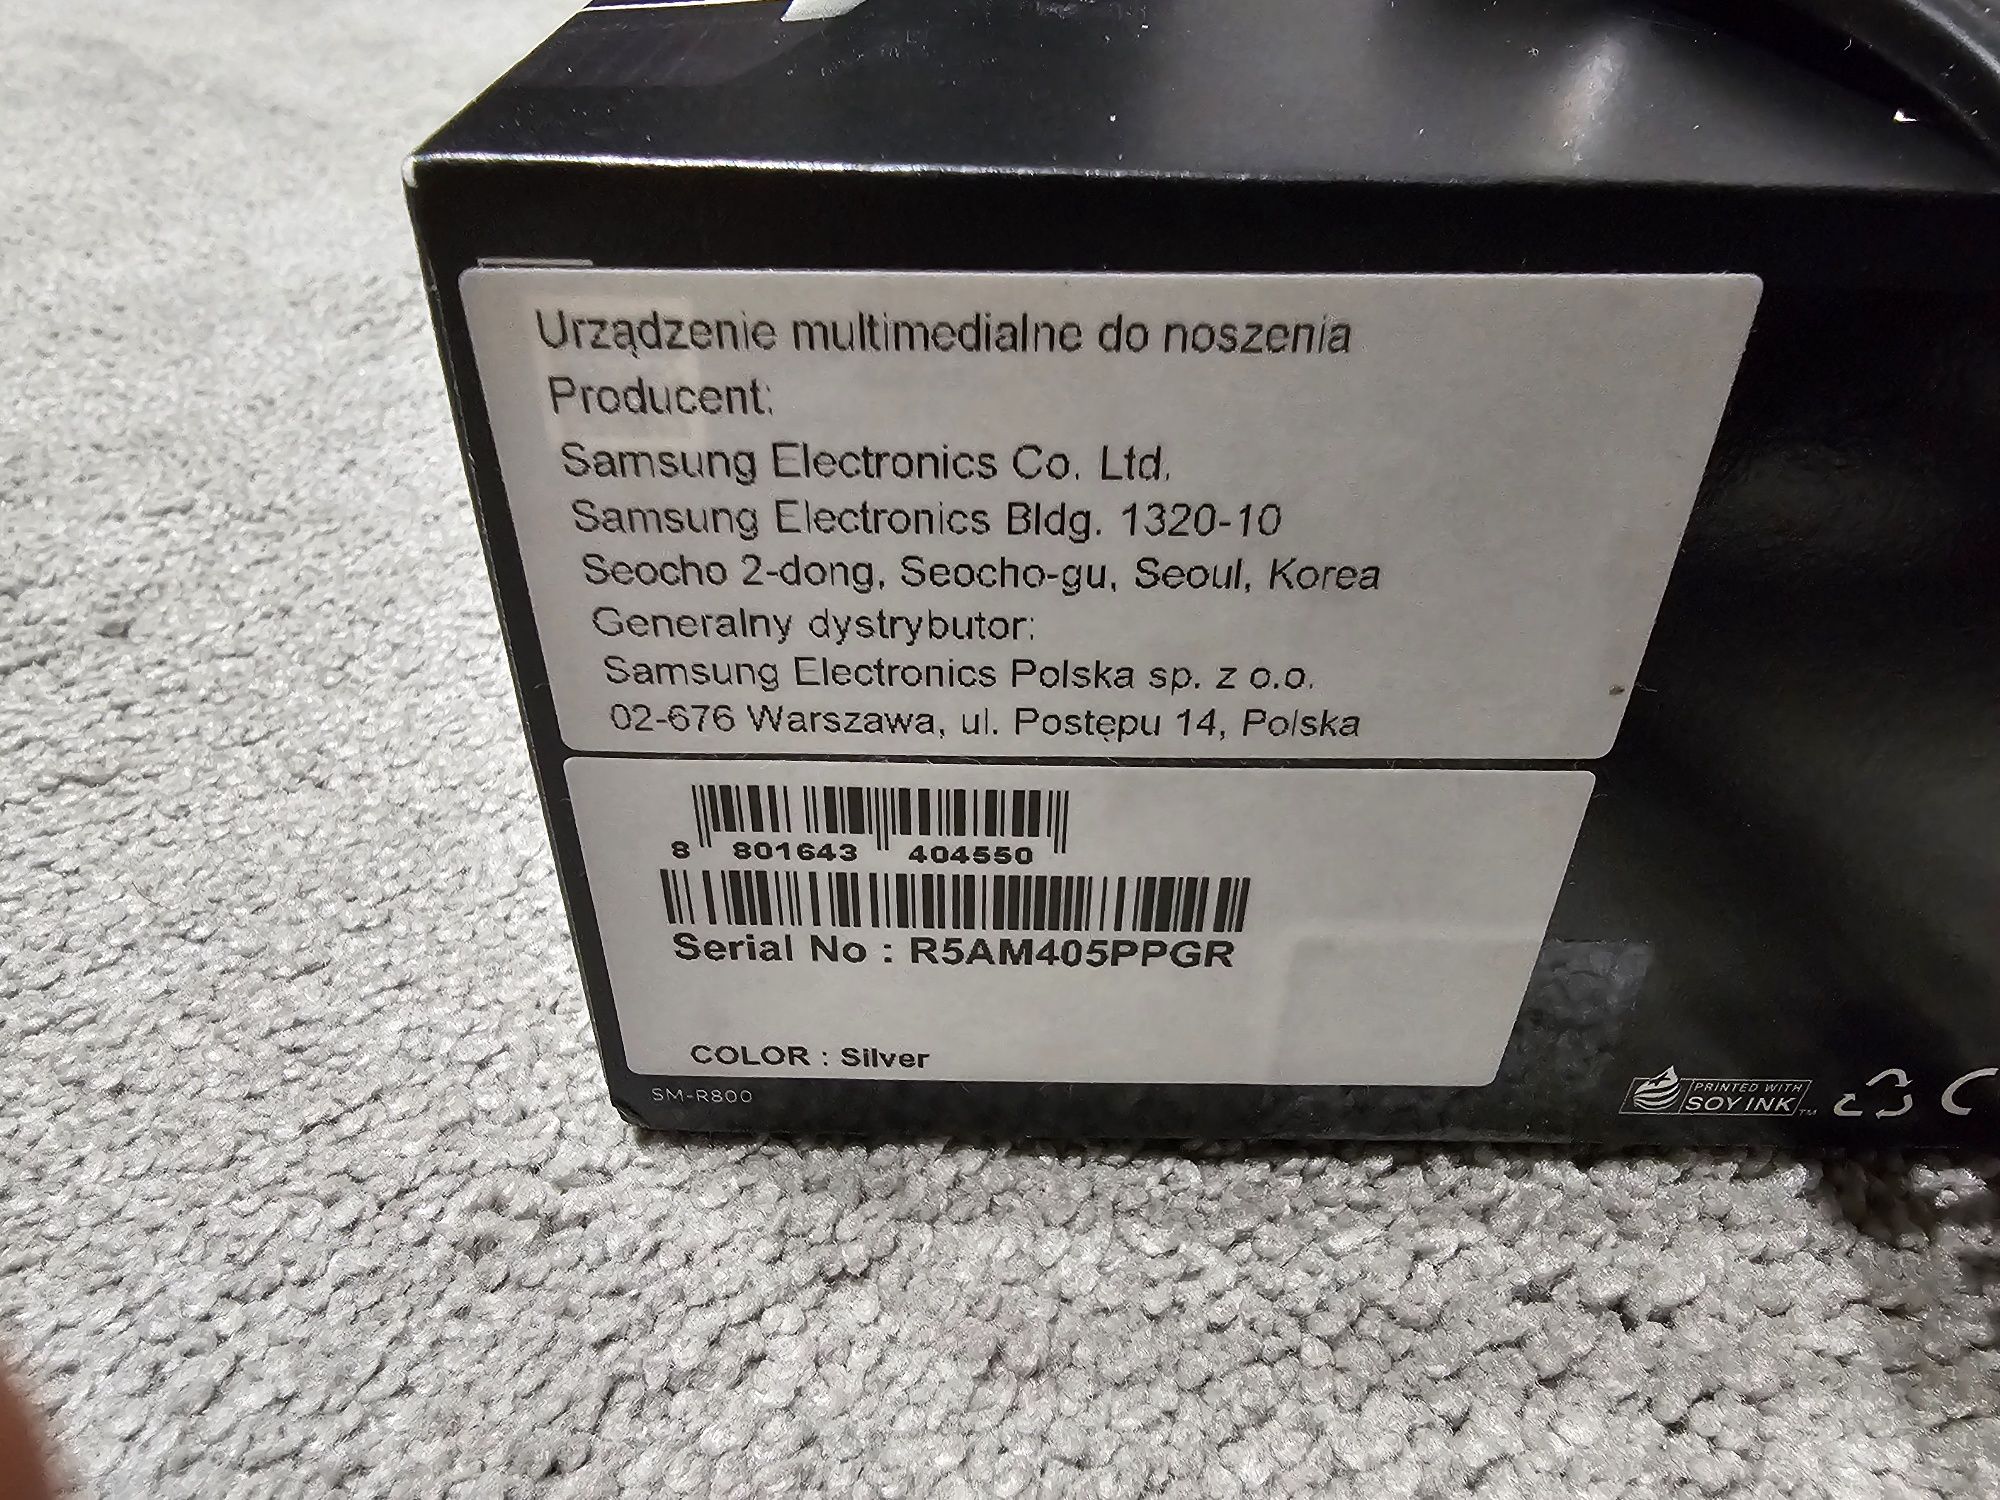 Urządzenie multimedialne do noszenia
Producent:
Samsung Electronics Co. Ltd.
Samsung Electronics Bldg. 1320-10
Seocho 2-dong, Seocho-gu, Seoul, Korea
Generalny dystrybutor:
Samsung Electronics Polska sp. z o.o.
02-676 Warszawa, ul. Postępu 14, Polska
8 801643 404550
Serial No : R5AM405PPGR
COLOR : Silver
SM-R800
PRINTED WITH
SOY INK™